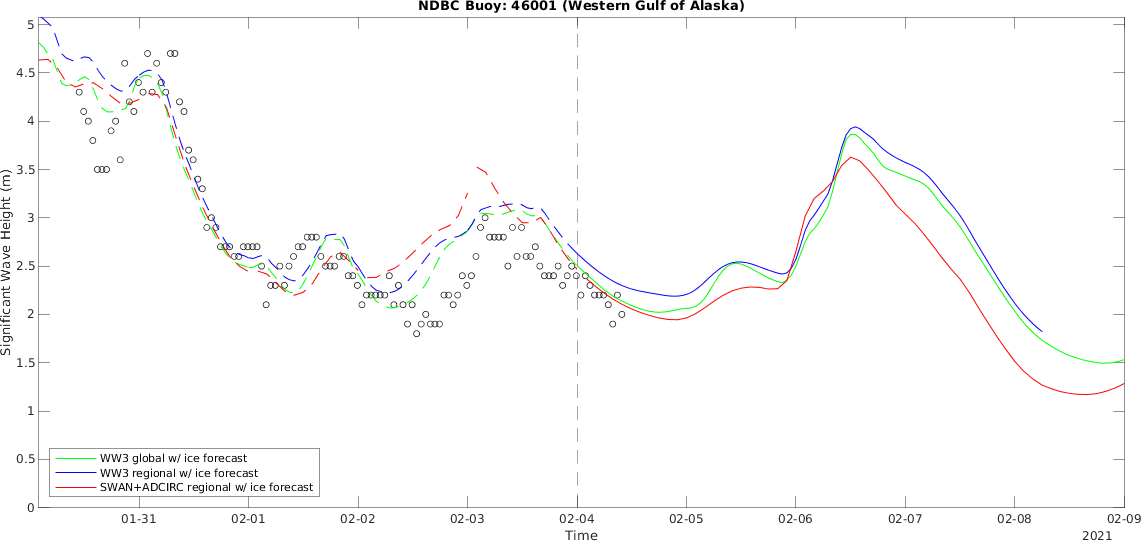 NDBC Buoy: 46001 (Western Gulf of Alaska)
Significant Wave Height (m)
5
4.5
4
3.5
3
2.5
2
1.5
1
0.5
0
WW3 global w/ ice forecast
WW3 regional w/ ice forecast
SWAN+ADCIRC regional w/ ice forecast
01-31 02-01 02-02 02-03 02-04 02-05 02-06 02-07 02-08 02-09
Time
2021